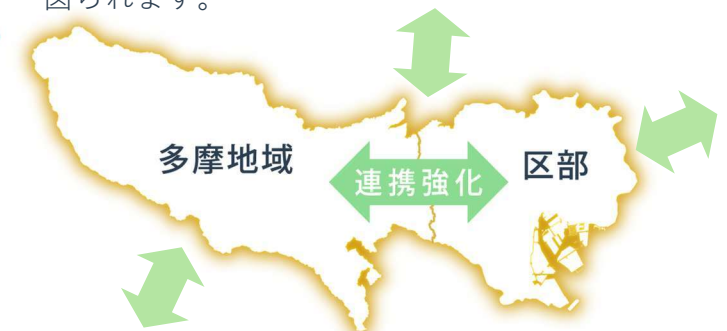 図られます。
多摩地域
連携強化
区部